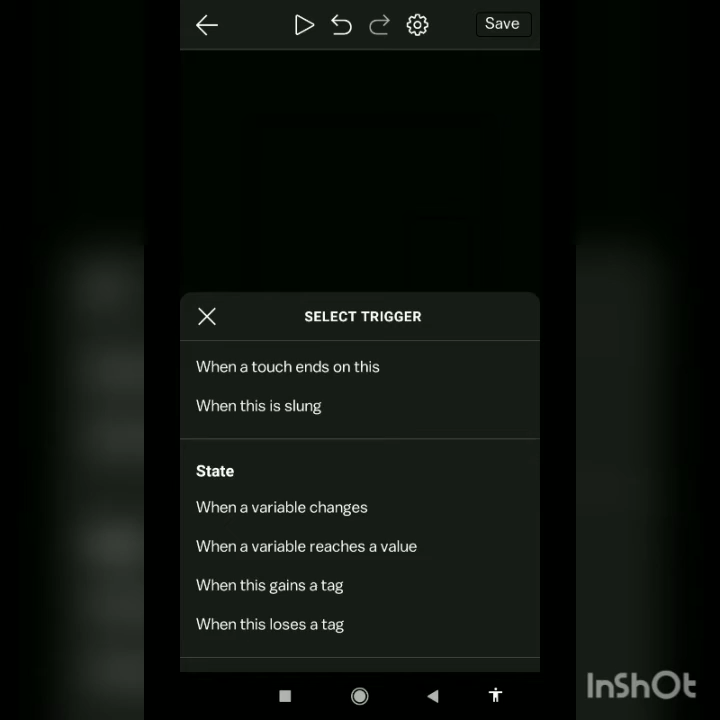 Save
SELECT TRIGGER
When a touch ends on this
When this is slung
State
When a variable changes
When a variable reaches a value
When this gains a tag
When this loses a tag
InShOt